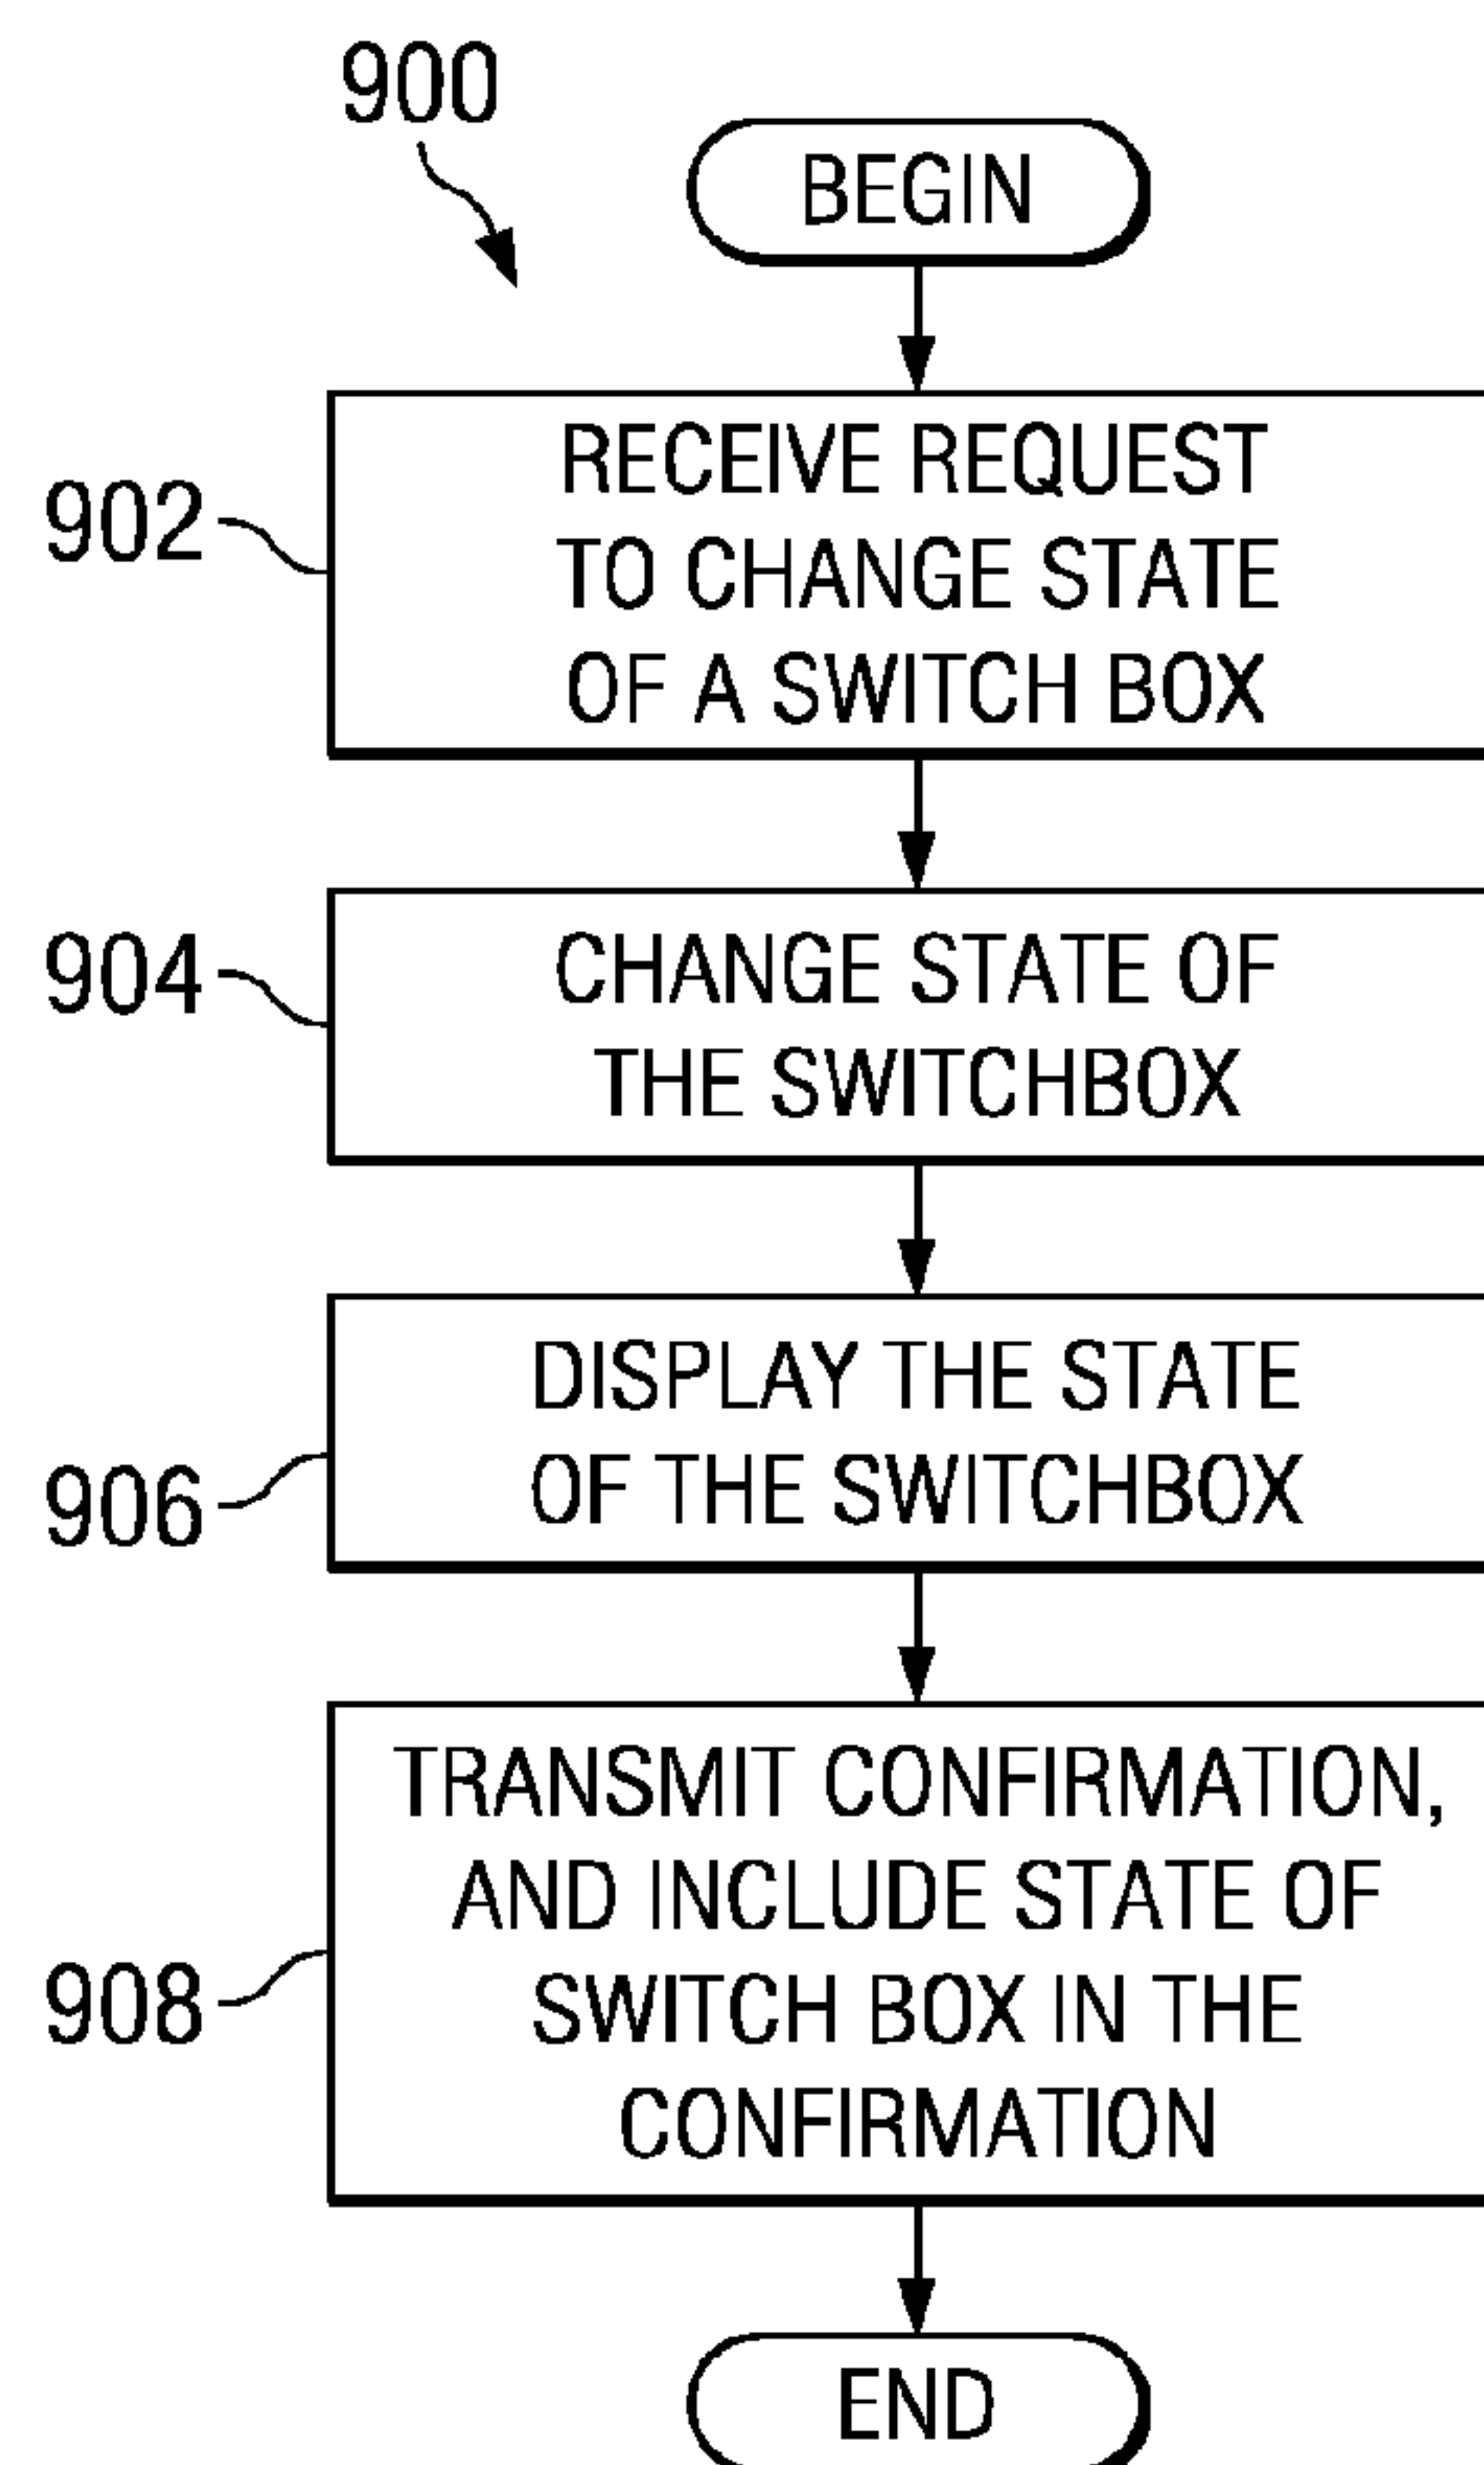 900
BEGIN
902
RECEIVE REQUEST
TO CHANGE STATE
OF A SWITCH BOX
904
CHANGE STATE OF
THE SWITCHBOX
906
DISPLAY THE STATE
OF THE SWITCHBOX
908
TRANSMIT CONFIRMATION,
AND INCLUDE STATE OF
SWITCH BOX IN THE
CONFIRMATION
END